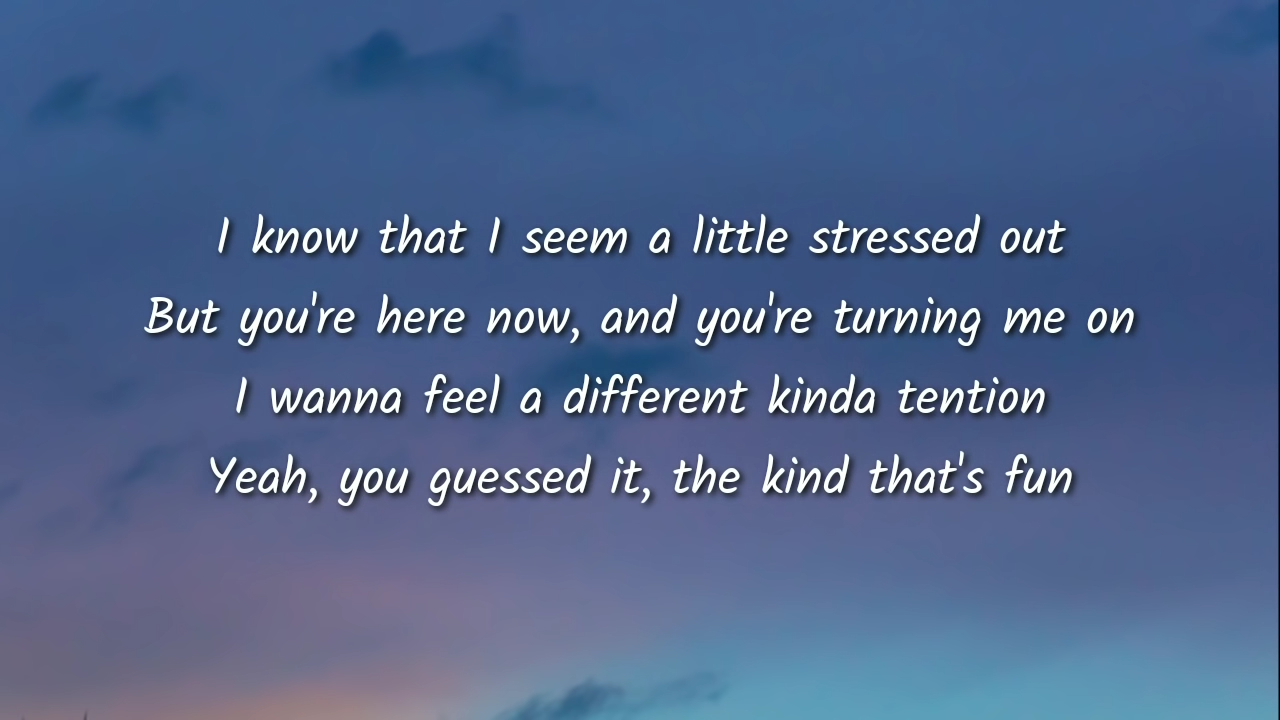 I know that I seem a little stressed out
But you're here now, and you're turning me on
I wanna feel a different kinda tention
Yeah, you guessed it, the kind that's fun